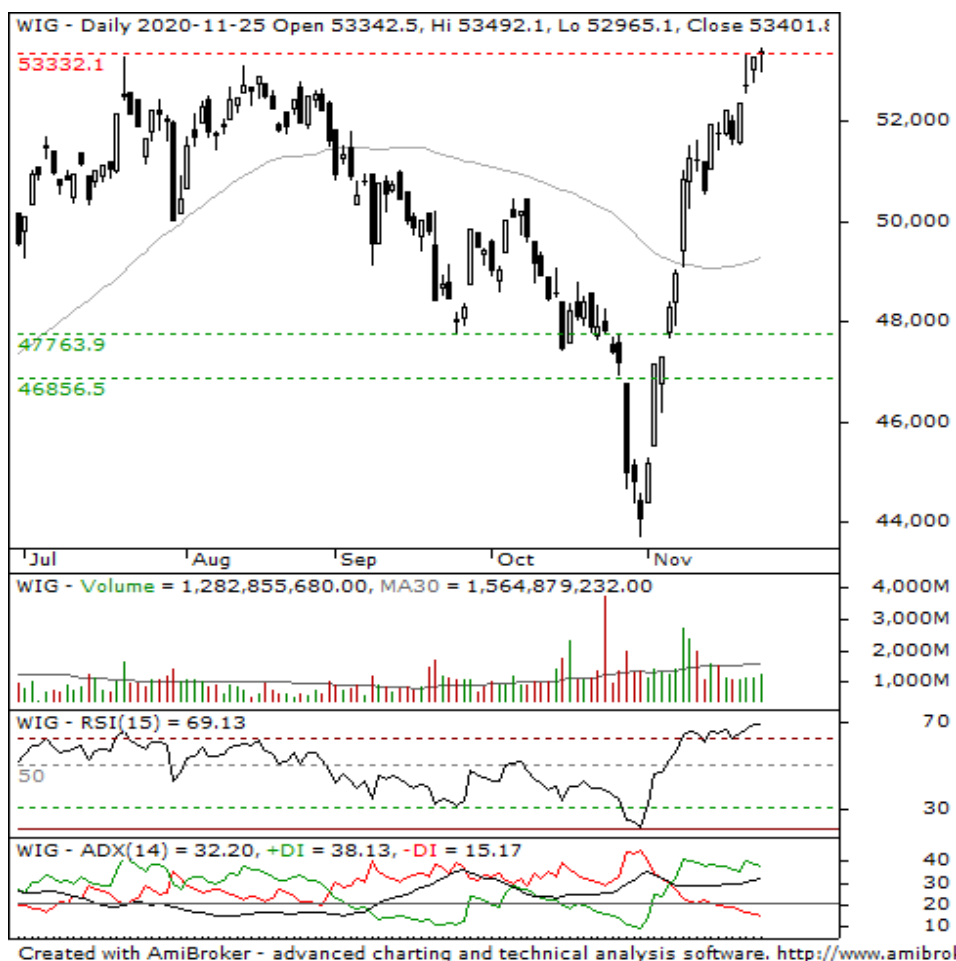 WIG - Daily 2020-11-25 Open 53342.5, Hi 53492.1, Lo 52965.1, Close 53401.8
53332.1
52,000
50,000
48,000
47763.9
46856.5
46,000
44,000
Jul Aug Sep Oct Nov
WIG - Volume = 1,282,855,680.00, MA30 = 1,564,879,232.00
4,000M
3,000M
2,000M
1,000M
WIG - RSI(15) = 69.13
70
50
30
WIG - ADX(14) = 32.20, +DI = 38.13, -DI = 15.17
40
30
20
10
Created with AmiBroker - advanced charting and technical analysis software. http://www.amibrok